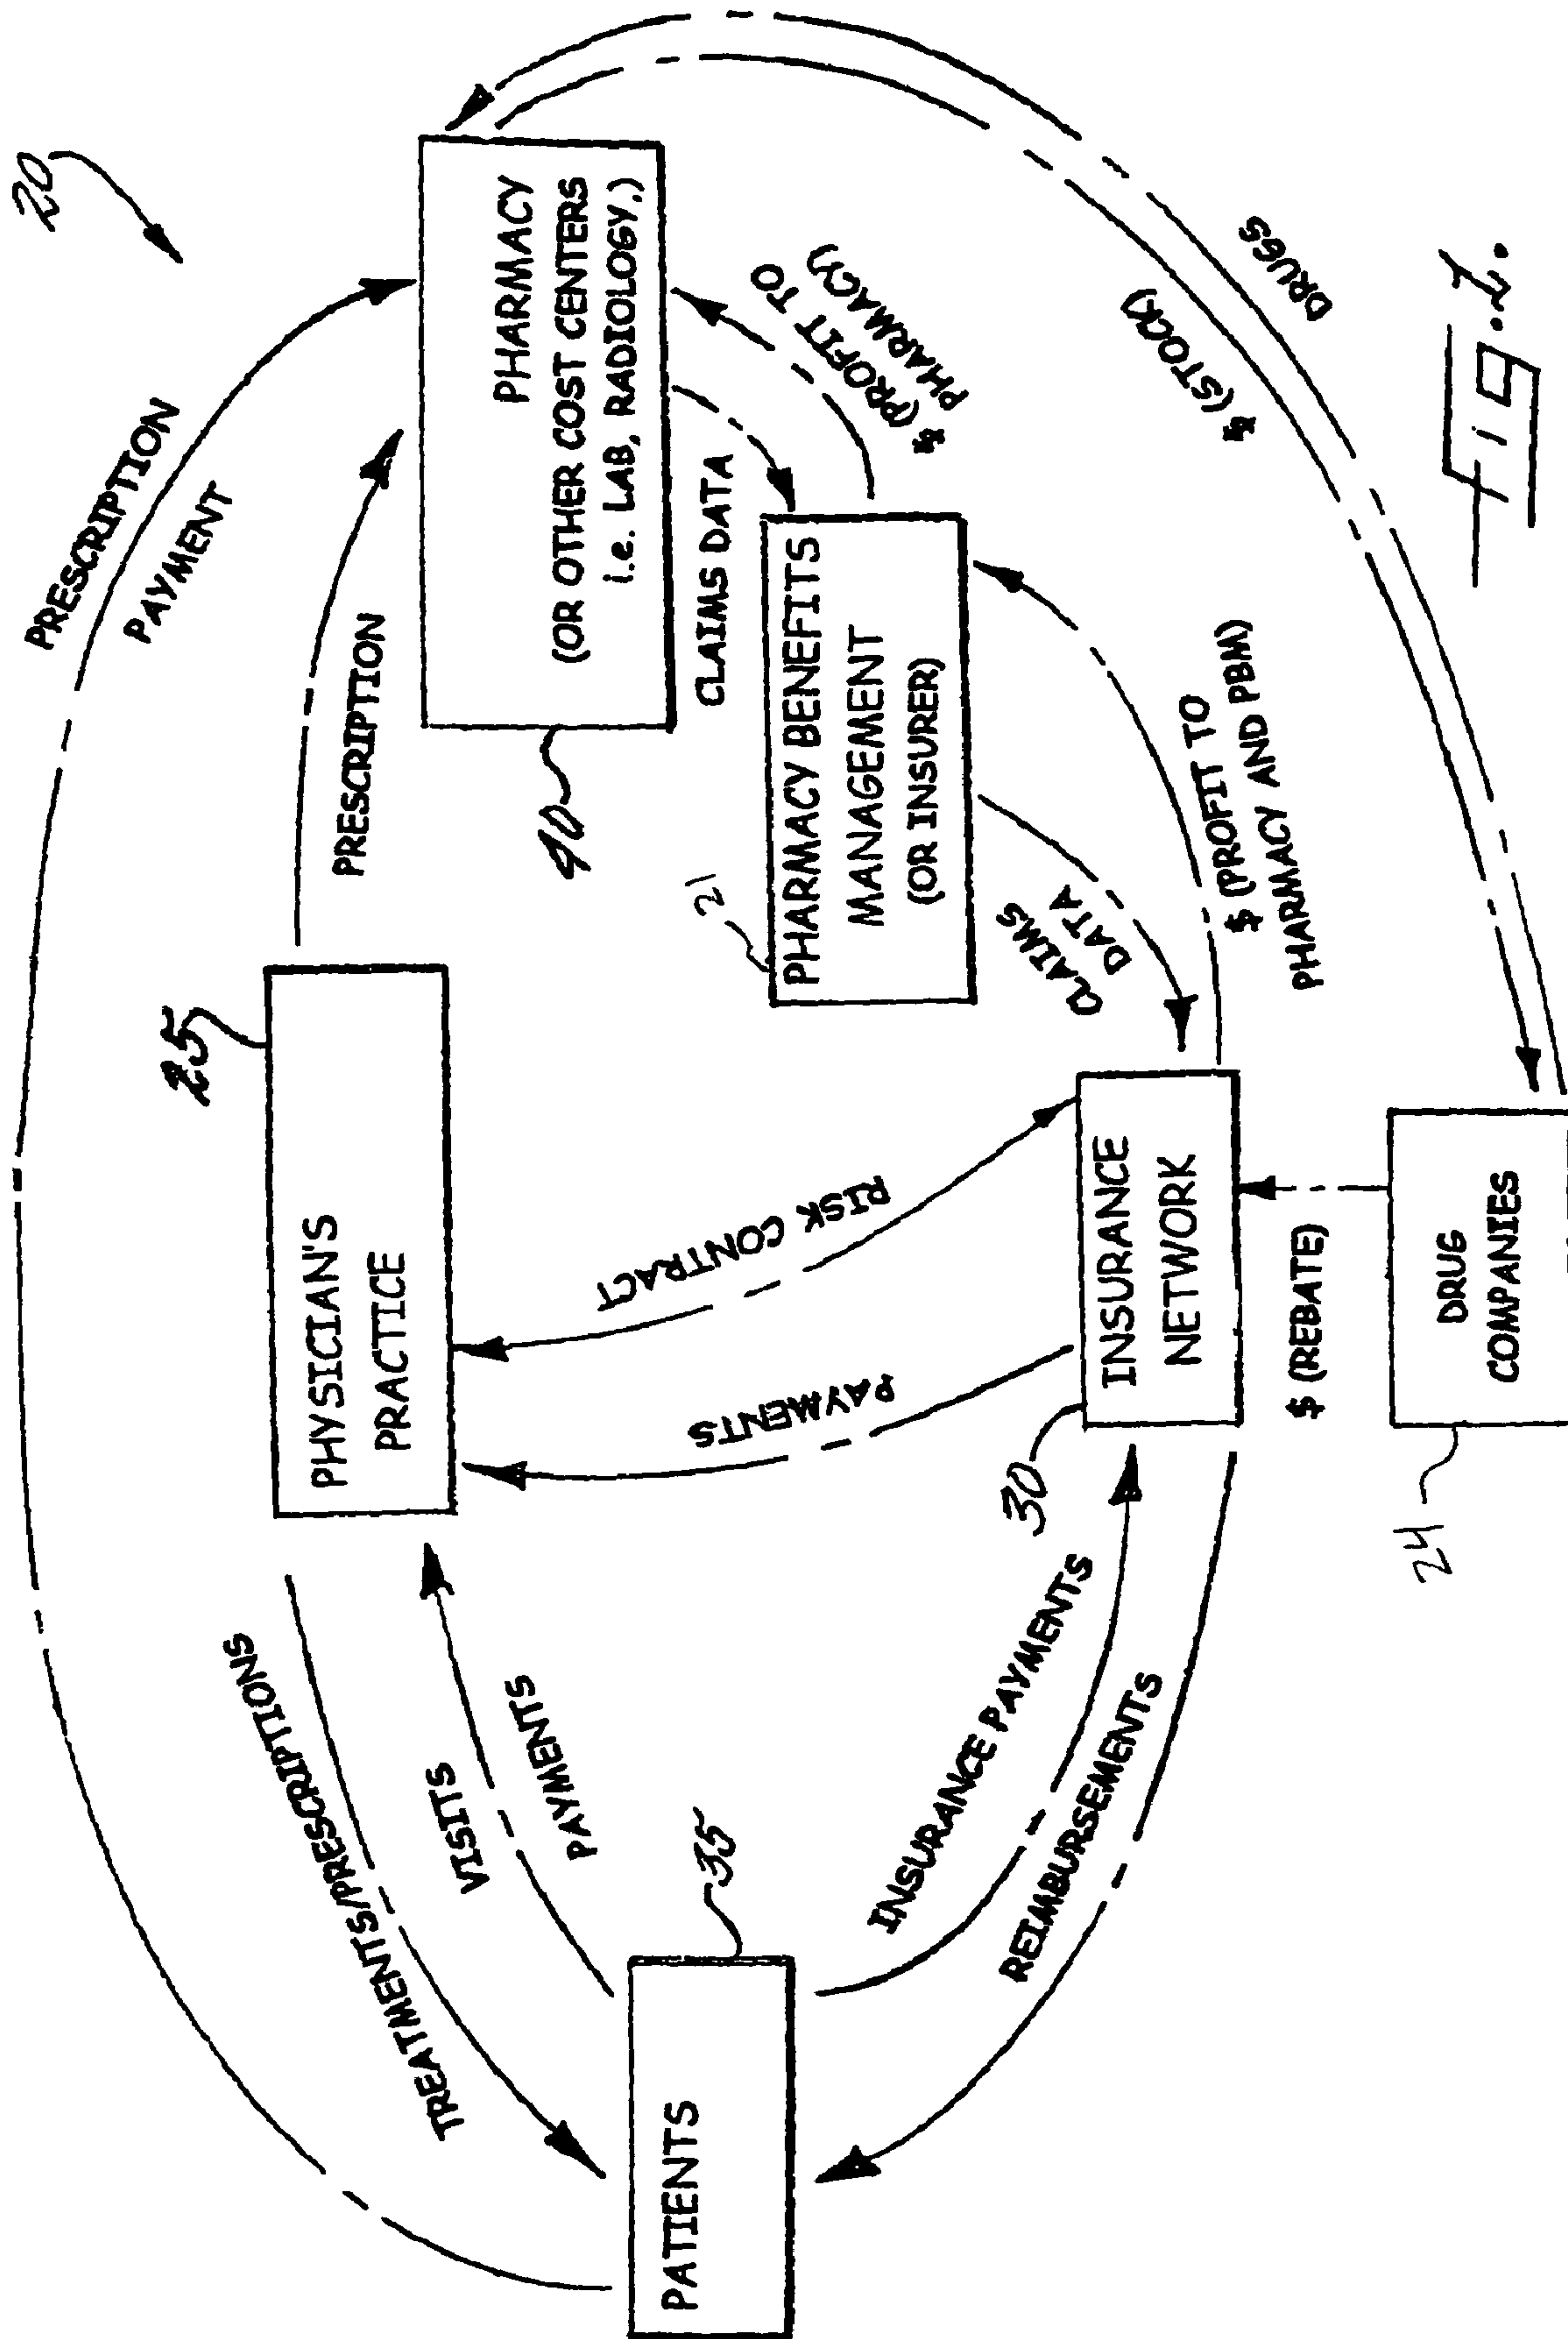 20
PRESCRIPTION
PAYMENT
PRESCRIPTION
25
PHYSICIAN'S
PRACTICE
TREATMENTS/PRESCRIPTIONS
VISITS
PAYMENTS
PHARMACY
(OR OTHER COST CENTERS
i.e. LAB, RADIOLOGY.)
40
CLAIMS DATA
$ (PROFIT TO
PHARMACY)
21
PHARMACY BENEFITS
MANAGEMENT
(OR INSURER)
RISK CONTRACT
PAYMENTS
PATIENTS
35
CLAIMS
DATA
INSURANCE PAYMENTS
REIMBURSEMENTS
30
INSURANCE
NETWORK
$ (PROFIT TO
PHARMACY AND PBM)
$ (STOCK)
DRUGS
$ (REBATE)
24
DRUG
COMPANIES